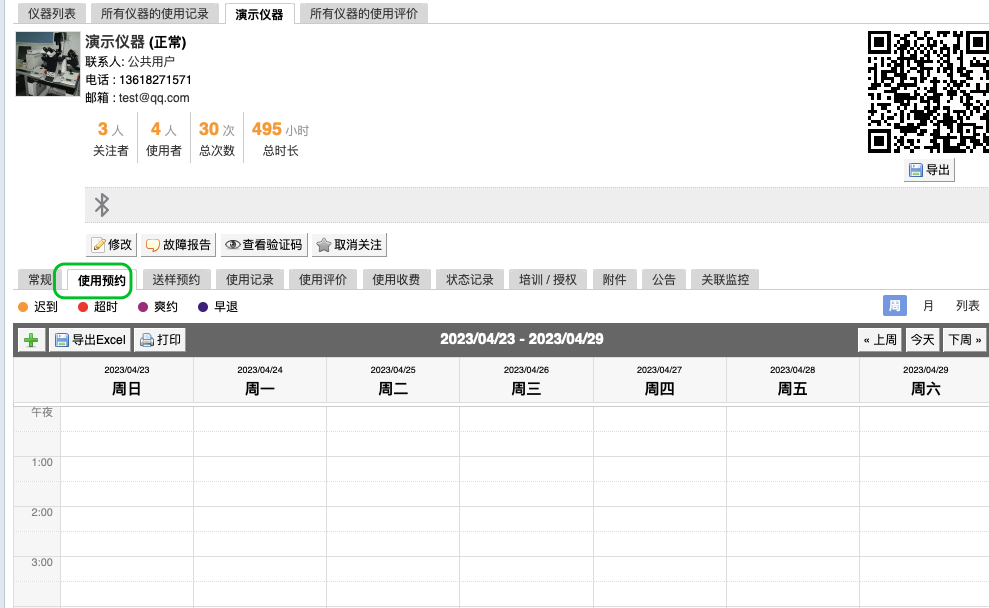 仪器列表 所有仪器的使用记录 演示仪器 所有仪器的使用评价
演示仪器 (正常)
联系人: 公共用户
电话 : 13618271571
邮箱 : test@qq.com
3 人 4 人 30 次 495 小时
关注者 使用者 总次数 总时长
导出
修改 故障报告 查看验证码 取消关注
常规 使用预约 送样预约 使用记录 使用评价 使用收费 状态记录 培训 / 授权 附件 公告 关联监控
迟到 超时 爽约 早退 周 月 列表
导出Excel 打印 2023/04/23 - 2023/04/29 « 上周 今天 下周 »
2023/04/23 2023/04/24 2023/04/25 2023/04/26 2023/04/27 2023/04/28 2023/04/29
周日 周一 周二 周三 周四 周五 周六
午夜
1:00
2:00
3:00